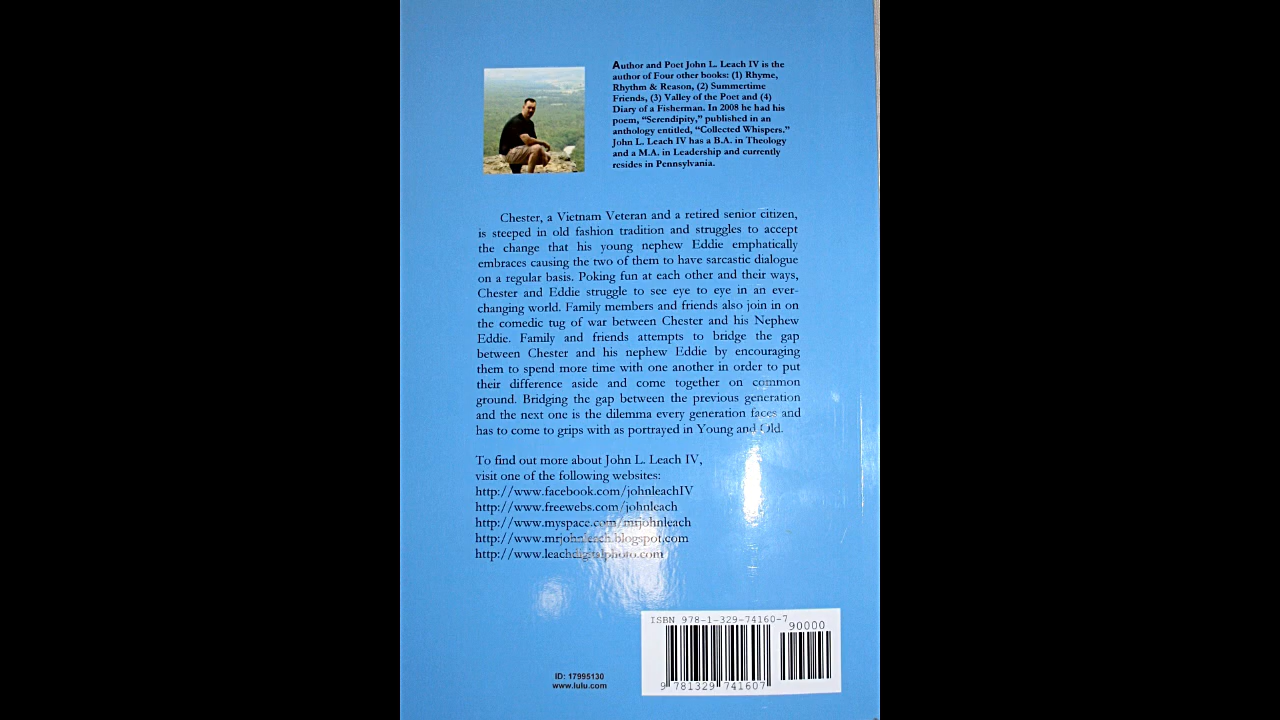 Author and Poet John L. Leach IV is the
author of Four other books: (1) Rhyme,
Rhythm & Reason, (2) Summertime
Friends, (3) Valley of the Poet and (4)
Diary of a Fisherman. In 2008 he had his
poem, “Serendipity,” published in an
anthology entitled, “Collected Whispers.”
John L. Leach IV has a B.A. in Theology
and a M.A. in Leadership and currently
resides in Pennsylvania.
Chester, a Vietnam Veteran and a retired senior citizen,
is steeped in old fashion tradition and struggles to accept
the change that his young nephew Eddie emphatically
embraces causing the two of them to have sarcastic dialogue
on a regular basis. Poking fun at each other and their ways,
Chester and Eddie struggle to see eye to eye in an ever-
changing world. Family members and friends also join in on
the comedic tug of war between Chester and his Nephew
Eddie. Family and friends attempts to bridge the gap
between Chester and his nephew Eddie by encouraging
them to spend more time with one another in order to put
their difference aside and come together on common
ground. Bridging the gap between the previous generation
and the next one is the dilemma every generation faces and
has to come to grips with as portrayed in Young and Old.
To find out more about John L. Leach IV,
visit one of the following websites:
http://www.facebook.com/johnleachIV
http://www.freewebs.com/johnleach
http://www.myspace.com/mrjohnleach
http://www.mrjohnleach.blogspot.com
http://www.leachdigitalphoto.com
ISBN 978-1-329-74160-7
90000
9 781329 741607
ID: 17995130
www.lulu.com